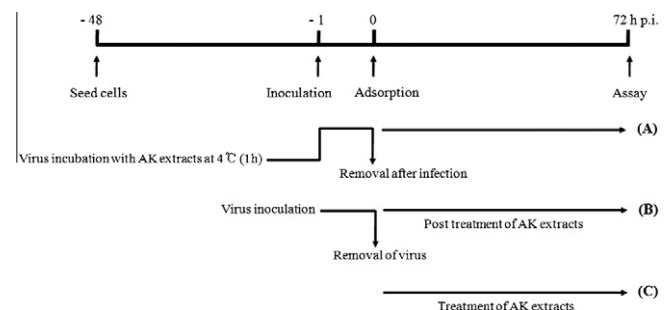 - 48
- 1
0
72 h p.i.
Seed cells
Inoculation
Adsorption
Assay
(A)
Virus incubation with AK extracts at 4℃ (1h)
Removal after infection
Virus inoculation
(B)
Post treatment of AK extracts
Removal of virus
(C)
Treatment of AK extracts